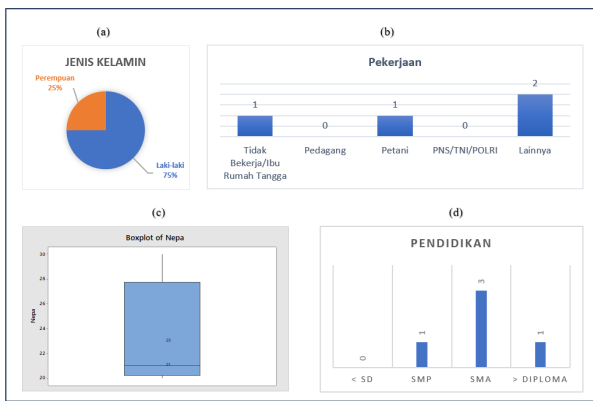 (a)
JENIS KELAMIN
Perempuan
25%
Laki-laki
75%
(b)
Pekerjaan
1
0
1
0
2
Tidak
Bekerja/Ibu
Rumah Tangga
Pedagang
Petani
PNS/TNI/POLRI
Lainnya
(c)
Boxplot of Nepa
30
28
26
24
22
20
Nepa
23
21
(d)
PENDIDIKAN
0
1
3
1
< SD
SMP
SMA
> DIPLOMA